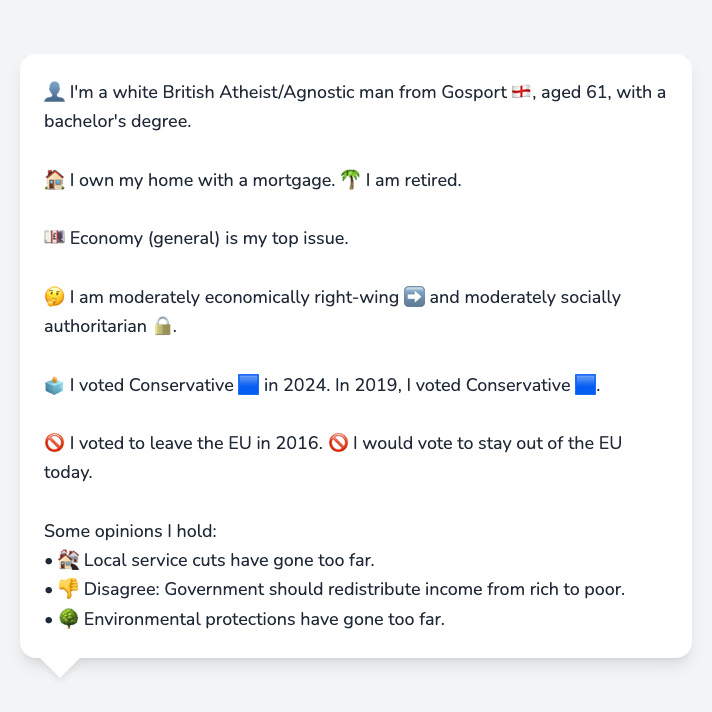 👤 I'm a white British Atheist/Agnostic man from Gosport 🏴󠁧󠁢󠁥󠁮󠁧󠁿, aged 61, with a
bachelor's degree.
🏠 I own my home with a mortgage. 🌴 I am retired.
💷 Economy (general) is my top issue.
🤔 I am moderately economically right-wing ➡️ and moderately socially
authoritarian 🔒.
🗳️ I voted Conservative 🟦 in 2024. In 2019, I voted Conservative 🟦.
🚫 I voted to leave the EU in 2016. 🚫 I would vote to stay out of the EU
today.
Some opinions I hold:
• 🏚️ Local service cuts have gone too far.
• 👎 Disagree: Government should redistribute income from rich to poor.
• 🌳 Environmental protections have gone too far.